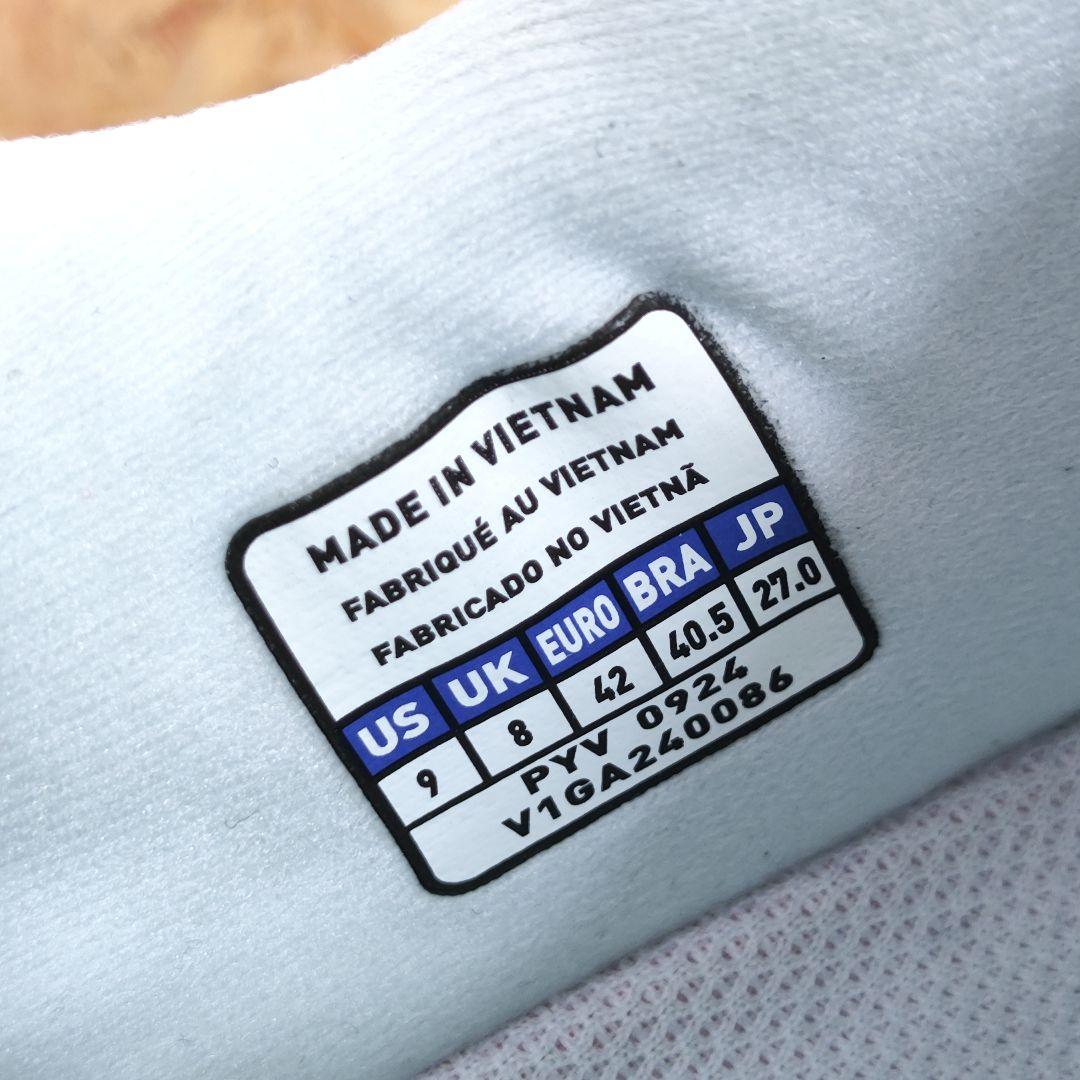 MADE IN VIETNAM
FABRIQUÉ AU VIETNAM
FABRICADO NO VIETNÃ
US UK EURO BRA JP
9 8 42 40.5 27.0
PYV 0924
V1GA240086